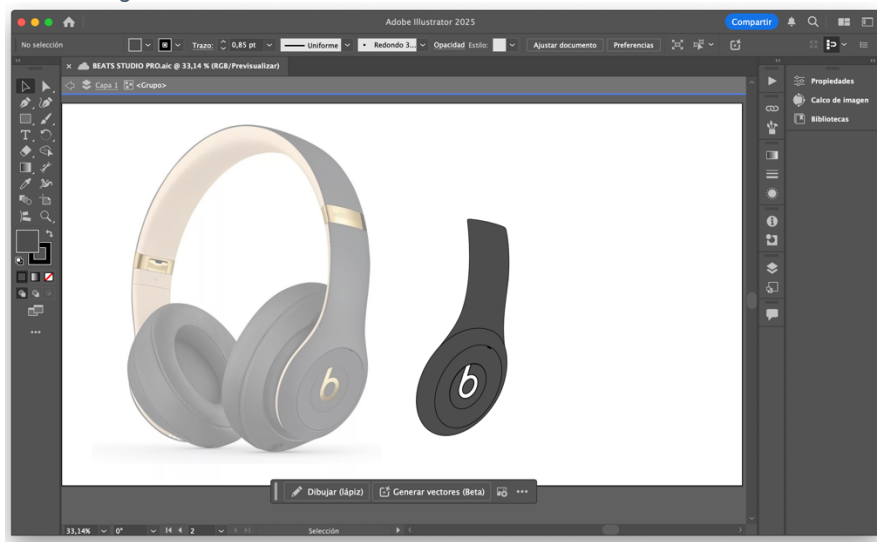 Adobe Illustrator 2025
Compartir
No selección
Trazo:
0,85 pt
Uniforme
Redondo 3...
Opacidad
Estilo:
Ajustar documento
Preferencias
× BEATS STUDIO PRO.aic @ 33,14 % (RGB/Previsualizar)
Capa 1
<Grupo>
Propiedades
Calco de imagen
Bibliotecas
b
b
Dibujar (lápiz)
Generar vectores (Beta)
33,14%
0°
2
Selección